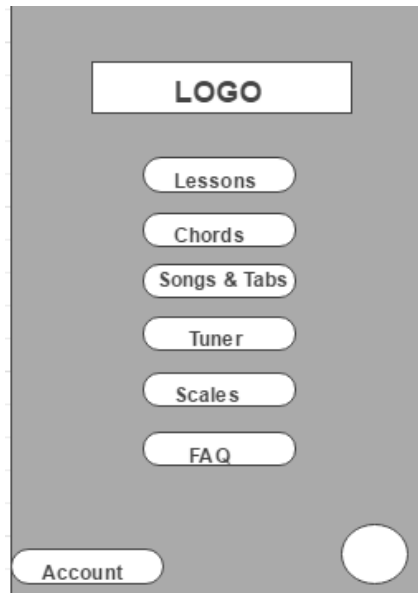 LOGO
Lessons
Chords
Songs & Tabs
Tuner
Scales
FAQ
Account